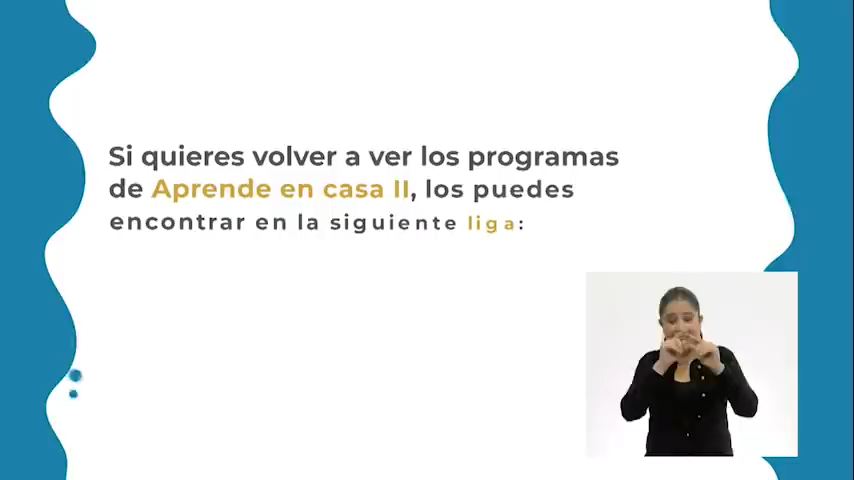 Si quieres volver a ver los programas
de Aprende en casa II, los puedes
encontrar en la siguiente liga: